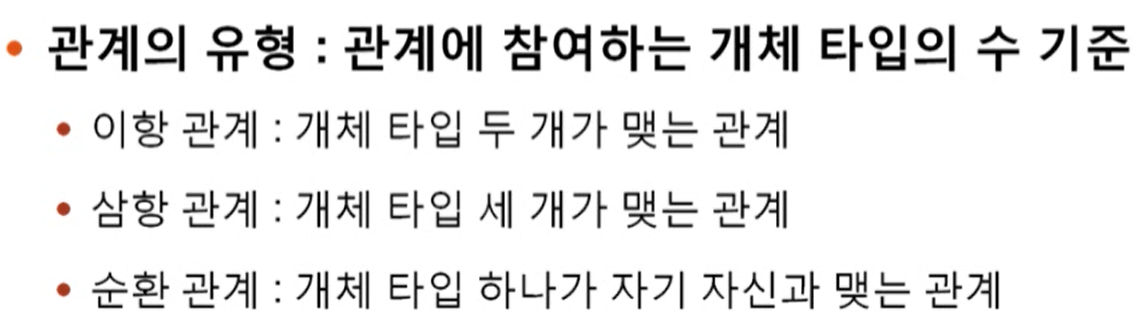 • 관계의 유형 : 관계에 참여하는 개체 타입의 수 기준
• 이항 관계 : 개체 타입 두 개가 맺는 관계
• 삼항 관계 : 개체 타입 세 개가 맺는 관계
• 순환 관계 : 개체 타입 하나가 자기 자신과 맺는 관계